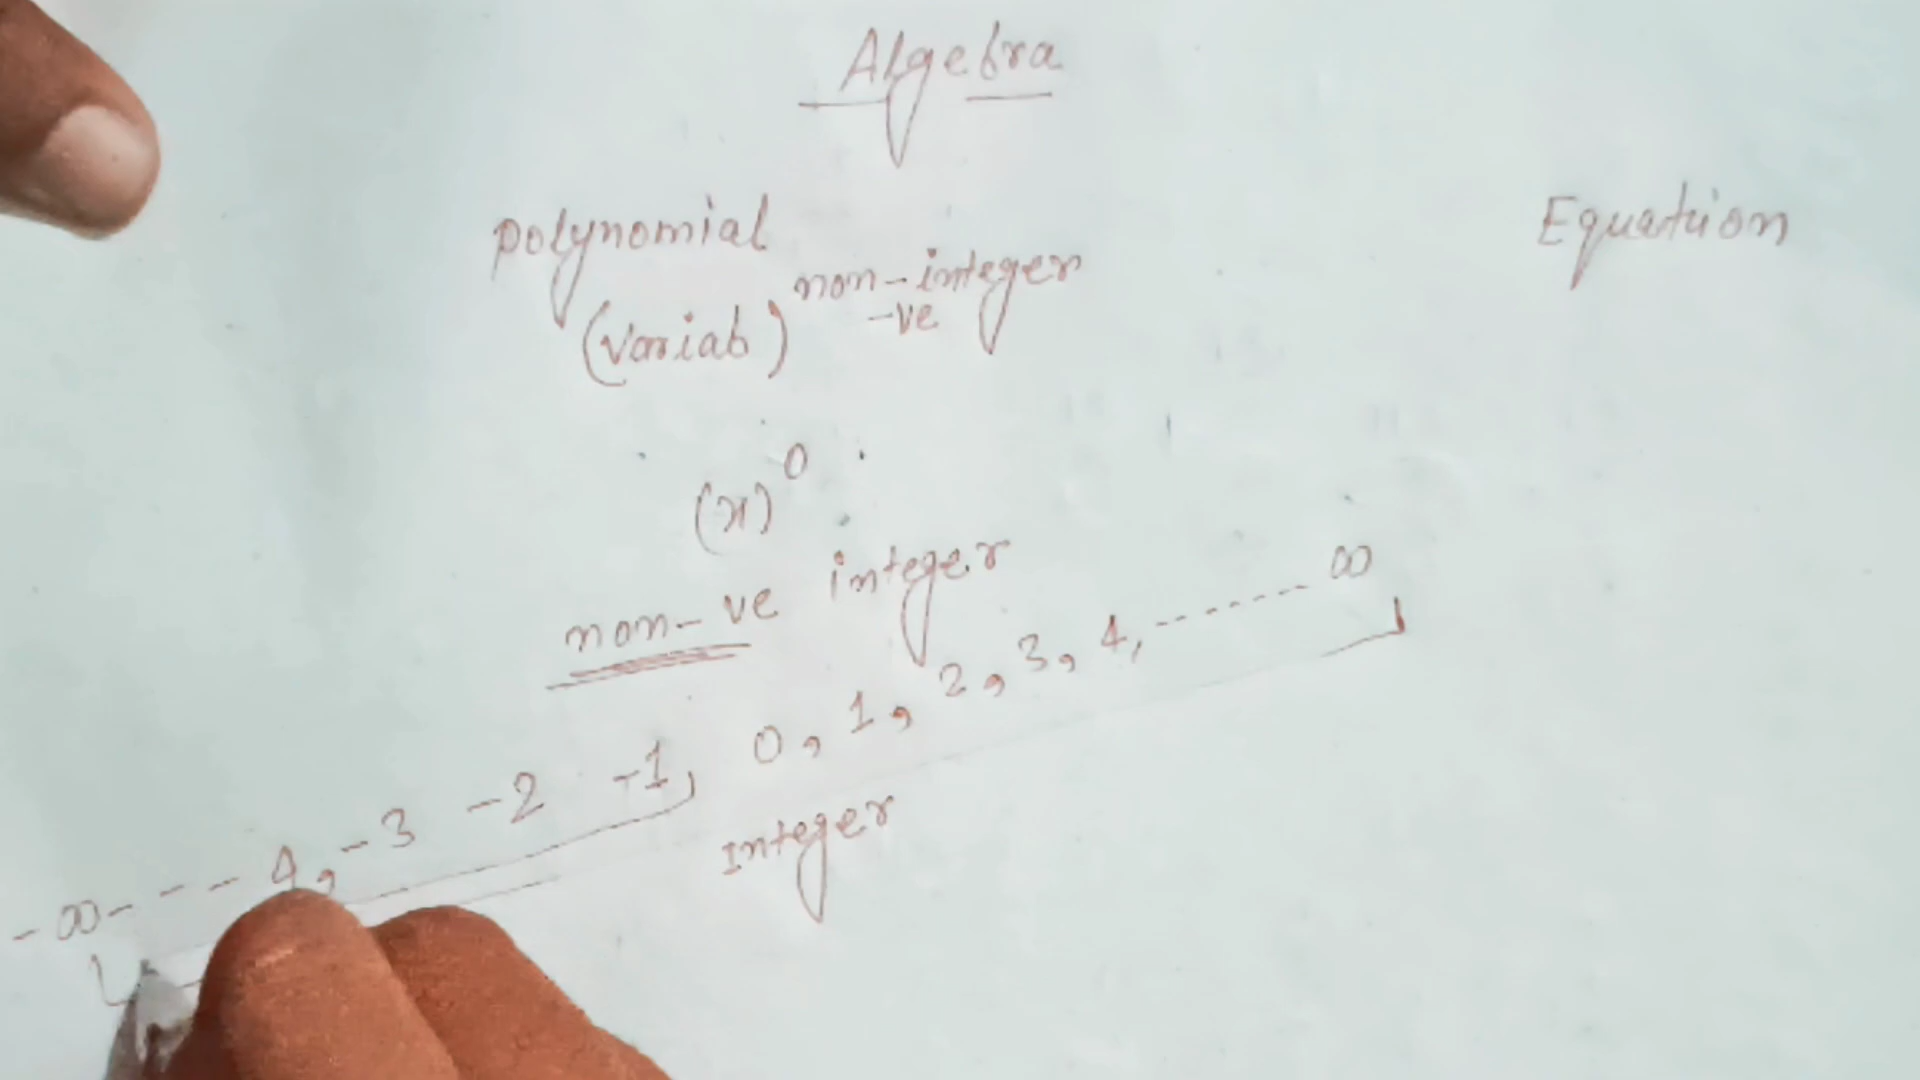 Algebra
Polynomial
Equation
(variab) non-integer
-ve
(x)⁰
non-ve integer
-∞- - - 4, -3 -2 -1, 0, 1, 2, 3, 4, ------- ∞
Integer